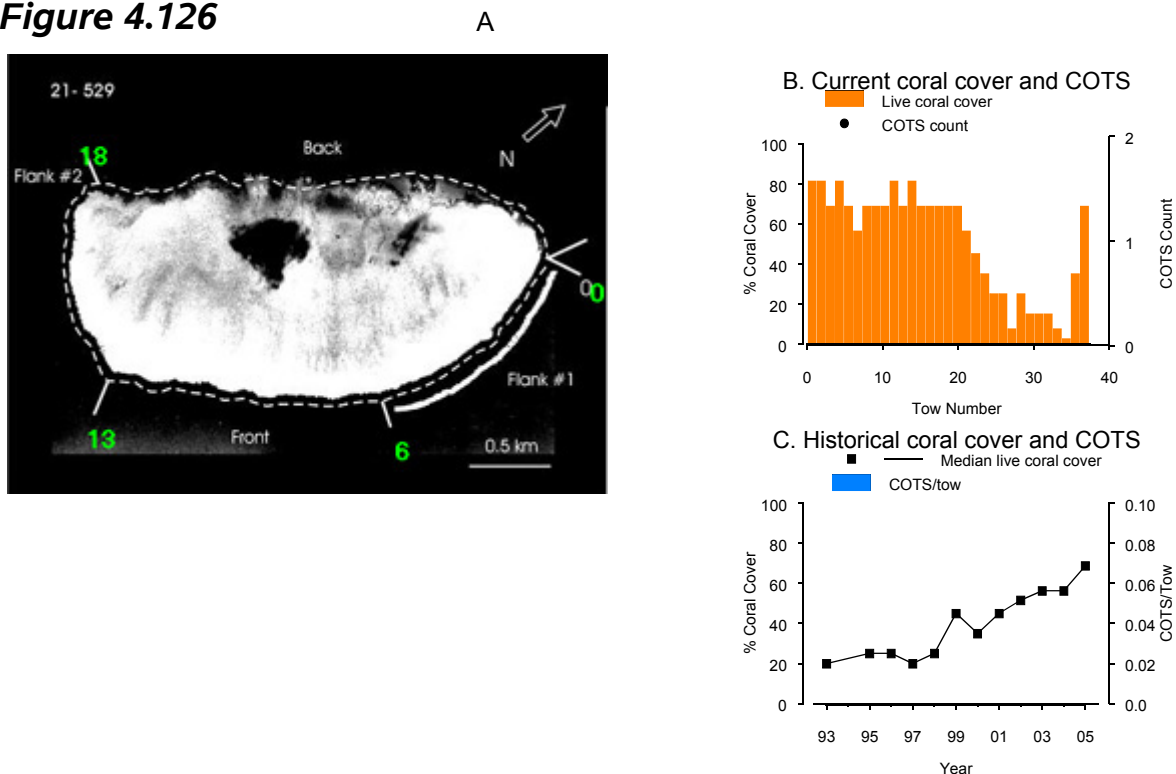 Figure 4.126
A
21- 529
18
Back
N
Flank #2
0
0
Flank #1
13
Front
6
0.5 km
B. Current coral cover and COTS
Live coral cover
COTS count
100
80
60
40
20
0
% Coral Cover
2
1
0
COTS Count
0 10 20 30 40
Tow Number
C. Historical coral cover and COTS
Median live coral cover
COTS/tow
100
80
60
40
20
0
% Coral Cover
0.10
0.08
0.06
0.04
0.02
0.0
COTS/Tow
93 95 97 99 01 03 05
Year